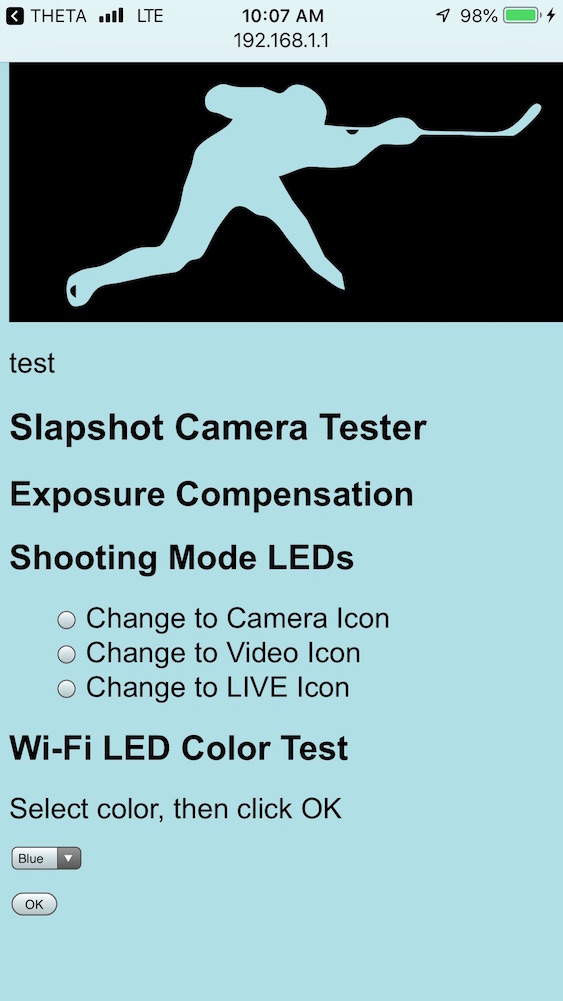 THETA LTE 10:07 AM 98%
192.168.1.1
test
Slapshot Camera Tester
Exposure Compensation
Shooting Mode LEDs
Change to Camera Icon
Change to Video Icon
Change to LIVE Icon
Wi-Fi LED Color Test
Select color, then click OK
Blue
OK